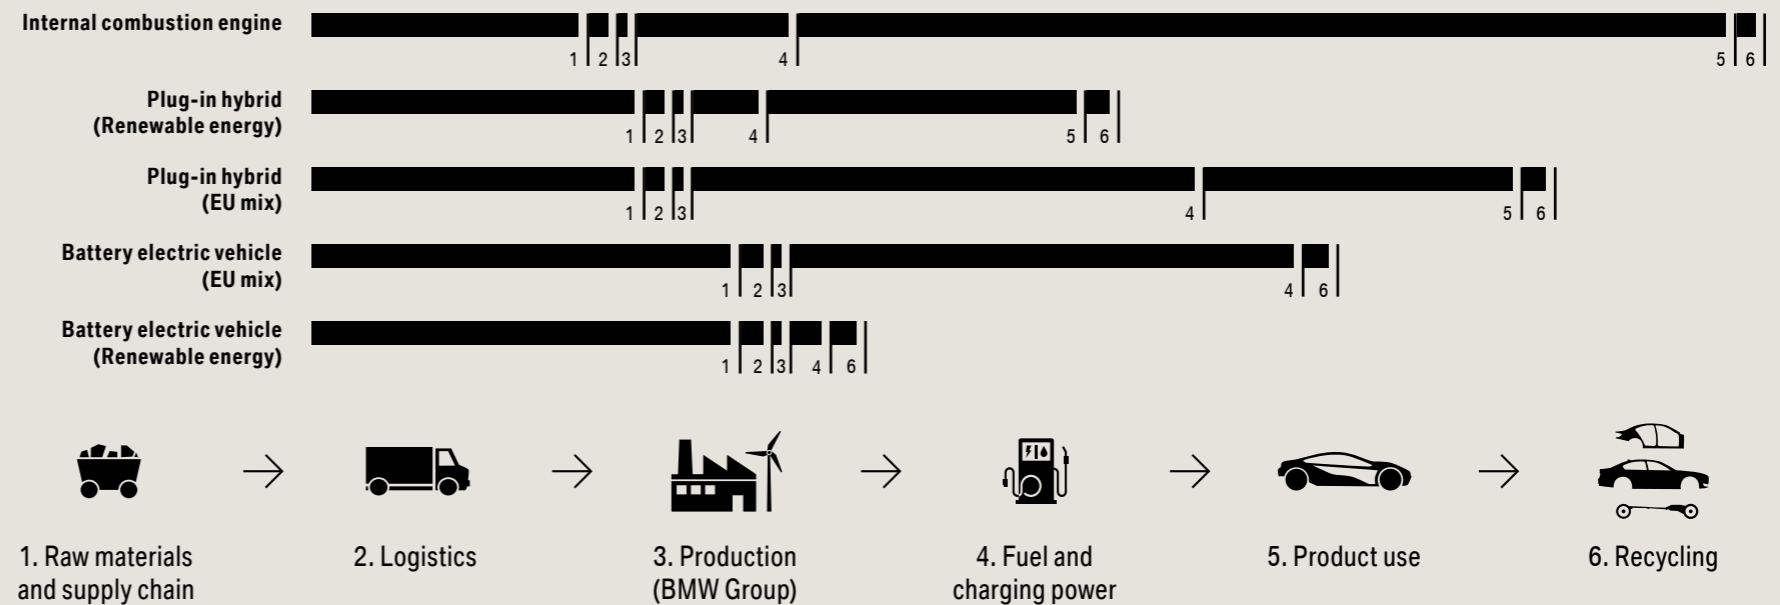 Internal combustion engine
1 2 3 4 5 6
Plug-in hybrid
(Renewable energy)
1 2 3 4 5 6
Plug-in hybrid
(EU mix)
1 2 3 4 5 6
Battery electric vehicle
(EU mix)
1 2 3 4 6
Battery electric vehicle
(Renewable energy)
1 2 3 4 6
1. Raw materials
and supply chain
2. Logistics
3. Production
(BMW Group)
4. Fuel and
charging power
5. Product use
6. Recycling